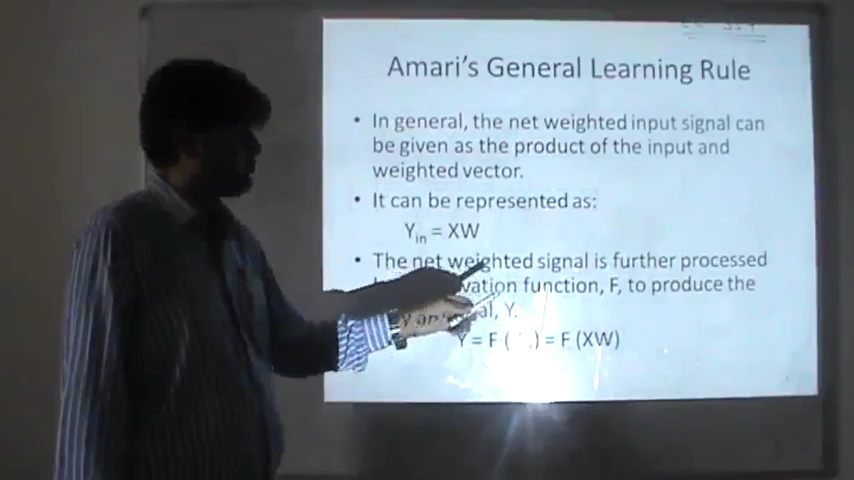 Amari's General Learning Rule
• In general, the net weighted input signal can
be given as the product of the input and
weighted vector.
• It can be represented as:
Yin = XW
• The net weighted signal is further processed
function, F, to produce the
Y.
Y = F ( ) = F (XW)